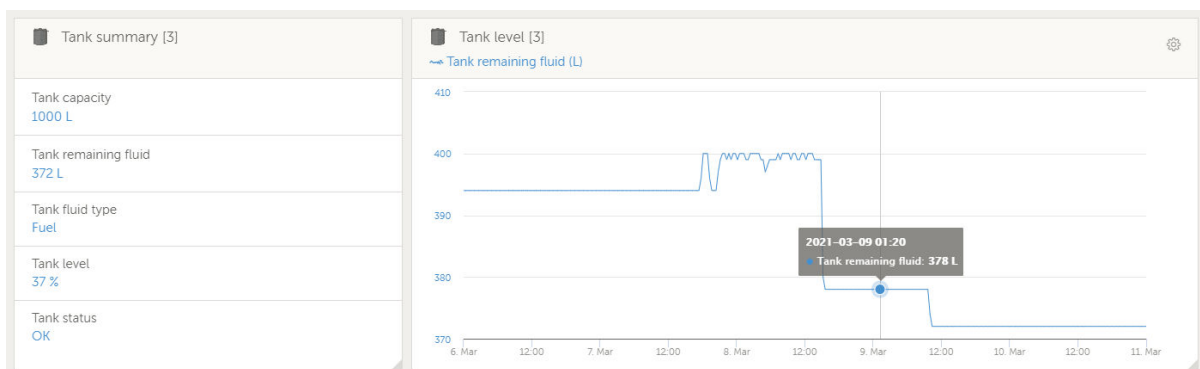 Tank summary [3]
Tank capacity
1000 L
Tank remaining fluid
372 L
Tank fluid type
Fuel
Tank level
37 %
Tank status
OK
Tank level [3]
Tank remaining fluid (L)
410
400
390
380
370
2021-03-09 01:20
Tank remaining fluid: 378 L
6. Mar 12:00 7. Mar 12:00 8. Mar 12:00 9. Mar 12:00 10. Mar 12:00 11. Mar